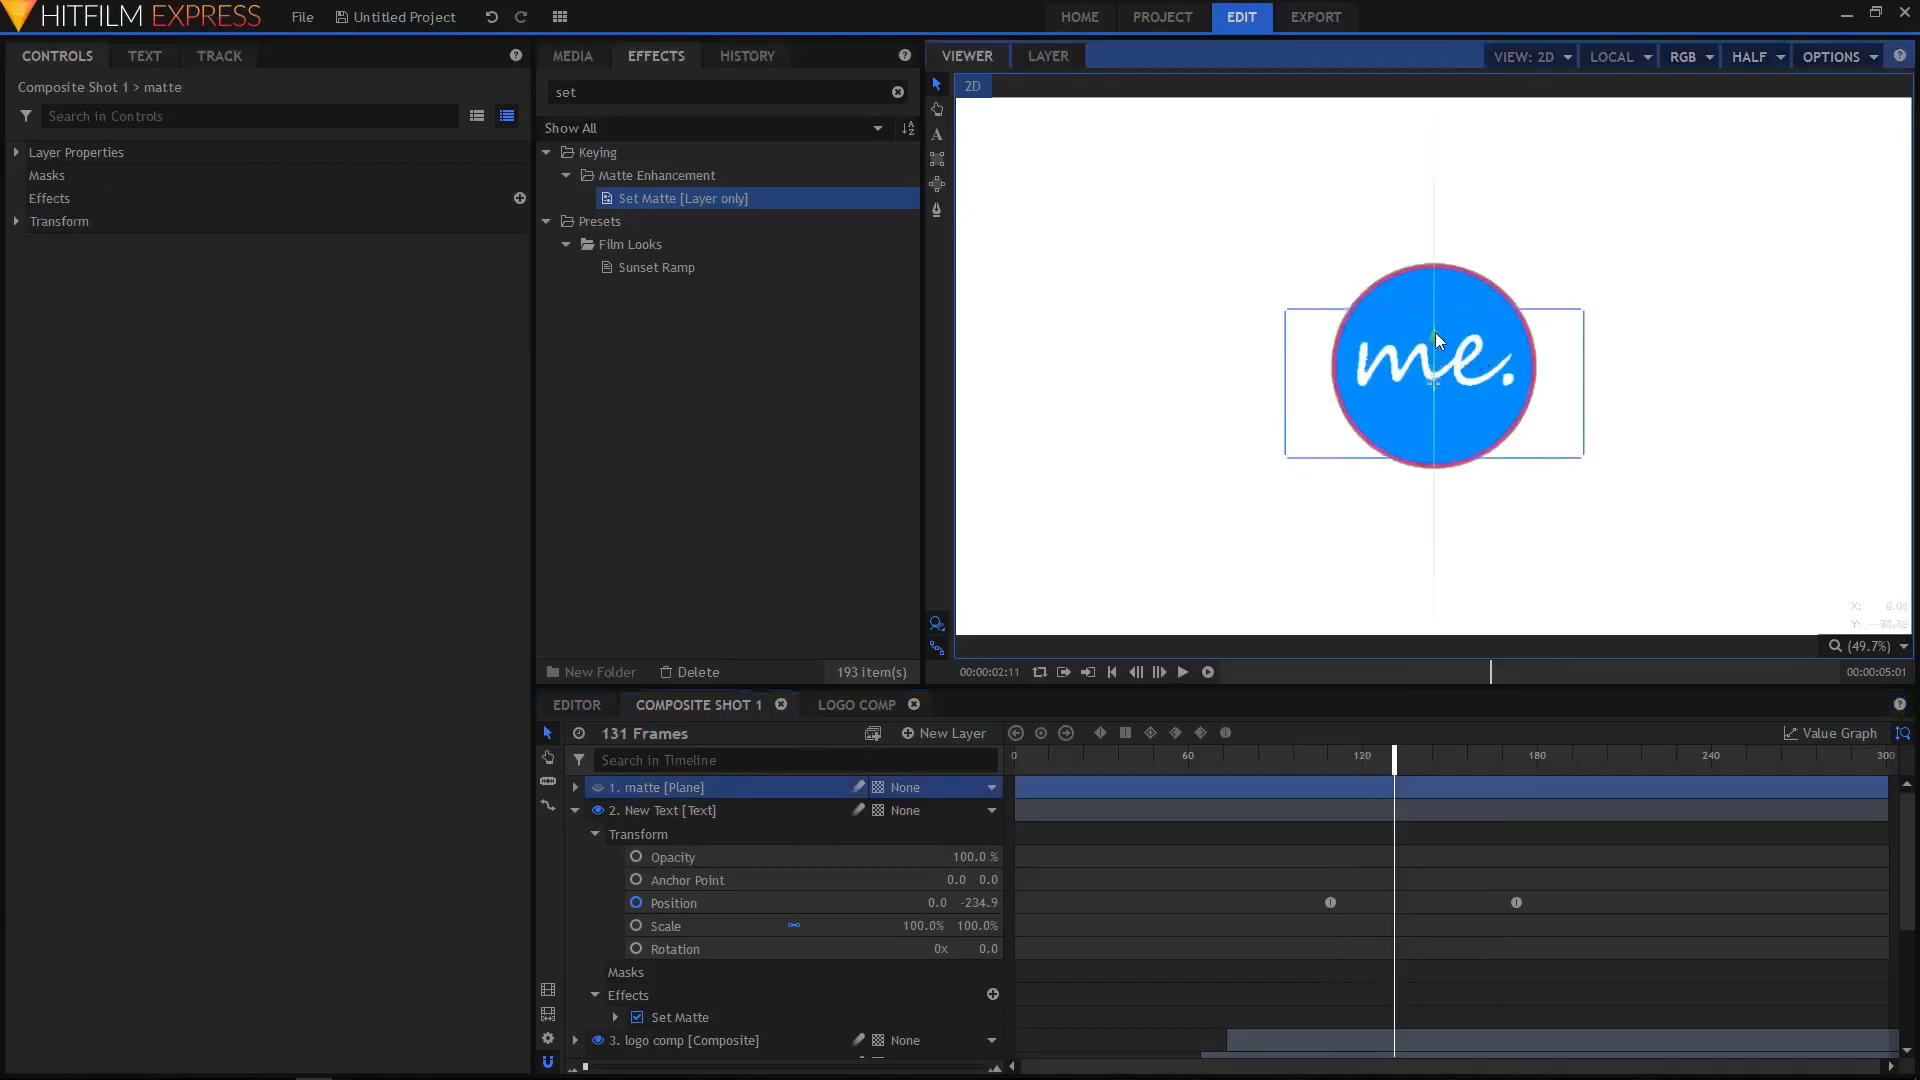 HITFILM EXPRESS
File
Untitled Project
HOME
PROJECT
EDIT
EXPORT
CONTROLS
TEXT
TRACK
Composite Shot 1 > matte
Search in Controls
Layer Properties
Masks
Effects
Transform
MEDIA
EFFECTS
HISTORY
set
Show All
Keying
Matte Enhancement
Set Matte [Layer only]
Presets
Film Looks
Sunset Ramp
New Folder
Delete
193 item(s)
VIEWER
LAYER
VIEW: 2D
LOCAL
RGB
HALF
OPTIONS
2D
me.
X:
Y:
(49.7%)
00:00:02:11
00:00:05:01
EDITOR
COMPOSITE SHOT 1
LOGO COMP
131 Frames
New Layer
Value Graph
Search in Timeline
0 60 120 180 240 300
1. matte [Plane] None
2. New Text [Text] None
Transform
Opacity 100.0 %
Anchor Point 0.0 0.0
Position 0.0 -234.9
Scale 100.0% 100.0%
Rotation 0x 0.0
Masks
Effects
Set Matte
3. logo comp [Composite] None